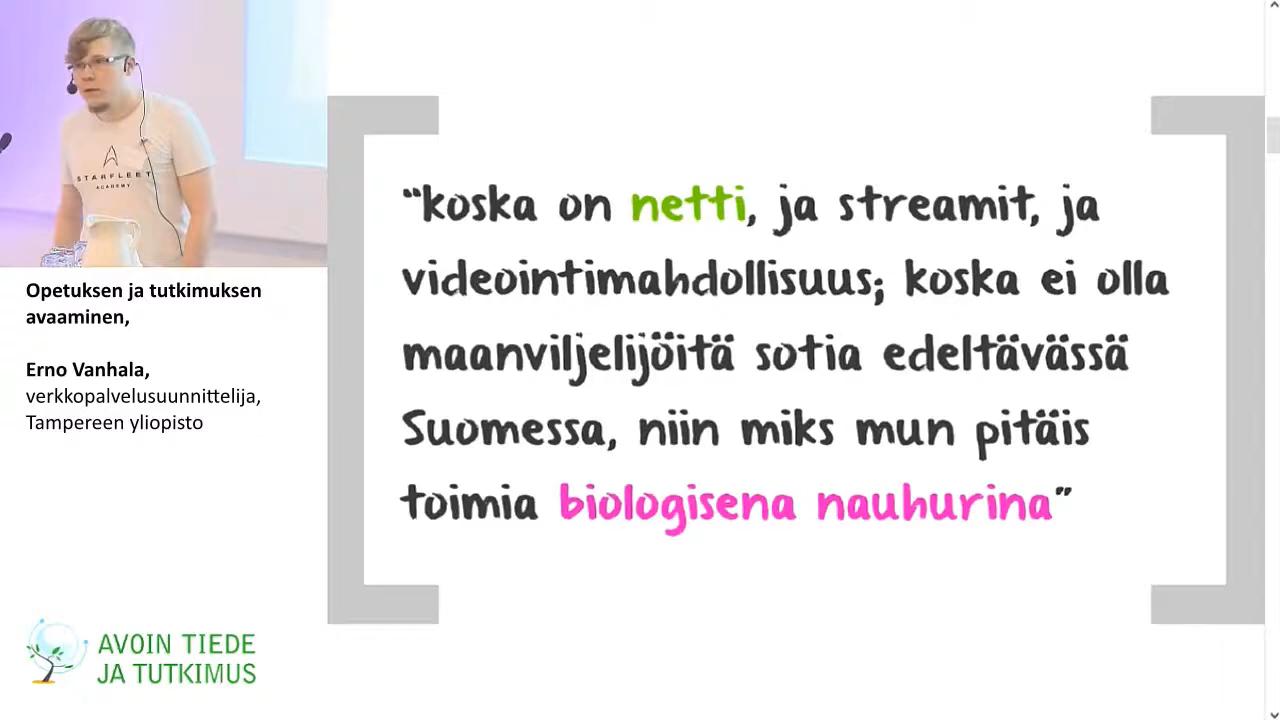 STARFLEET
ACADEMY
Opetuksen ja tutkimuksen
avaaminen,
Erno Vanhala,
verkkopalvelusuunnittelija,
Tampereen yliopisto
AVOIN TIEDE
JA TUTKIMUS
“koska on netti, ja streamit, ja
videointimahdollisuus; koska ei olla
maanviljelijöitä sotia edeltävässä
Suomessa, niin miks mun pitäis
toimia biologisena nauhurina”